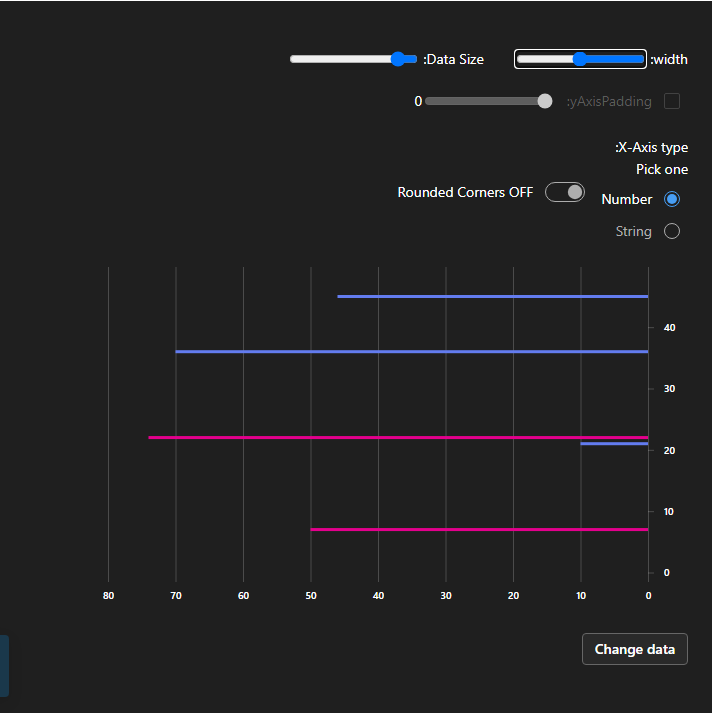 :width
:Data Size
:yAxisPadding
0
:X-Axis type
Pick one
Number
Rounded Corners OFF
String
40
30
20
10
0
80 70 60 50 40 30 20 10 0
Change data